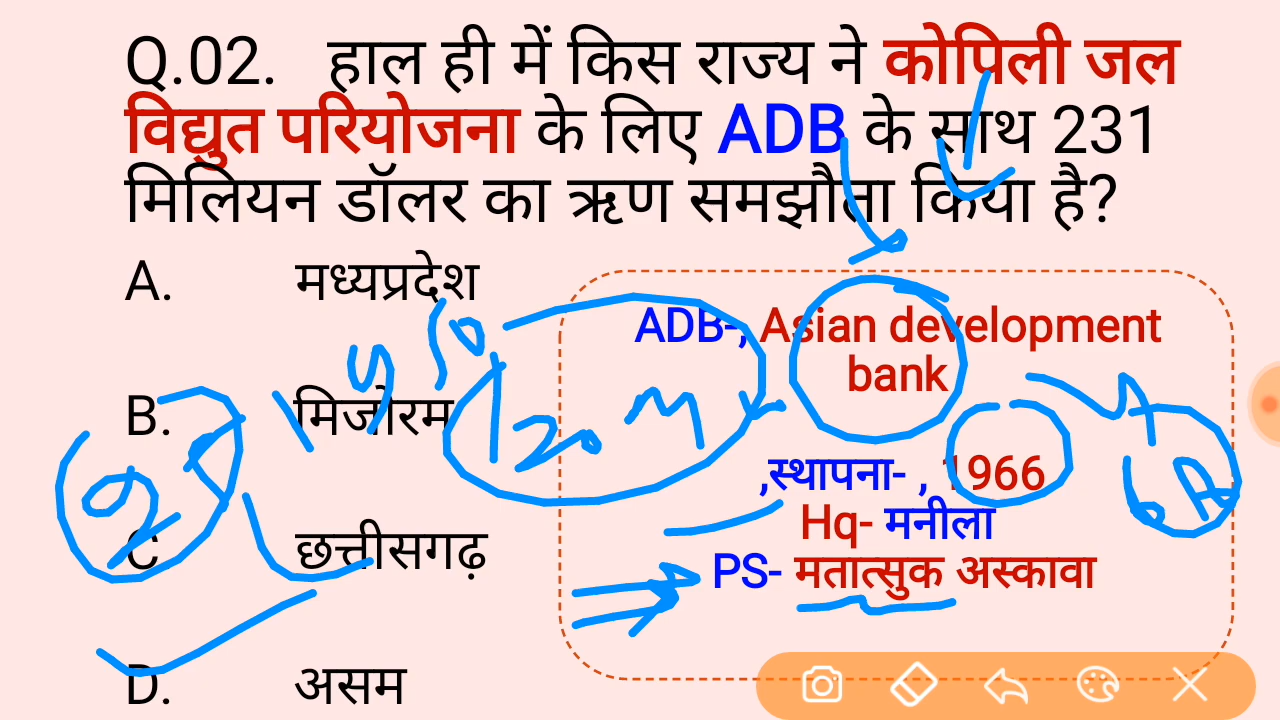 Q.02. हाल ही में किस राज्य ने कोपिली जल
विद्युत परियोजना के लिए ADB के साथ 231
मिलियन डॉलर का ऋण समझौता किया है?
A. मध्यप्रदेश
B. मिजोरम
C छत्तीसगढ़
D. असम
ADB-, Asian development
bank
,स्थापना- , 1966
Hq- मनीला
PS- मतात्सुक अस्कावा
120 M